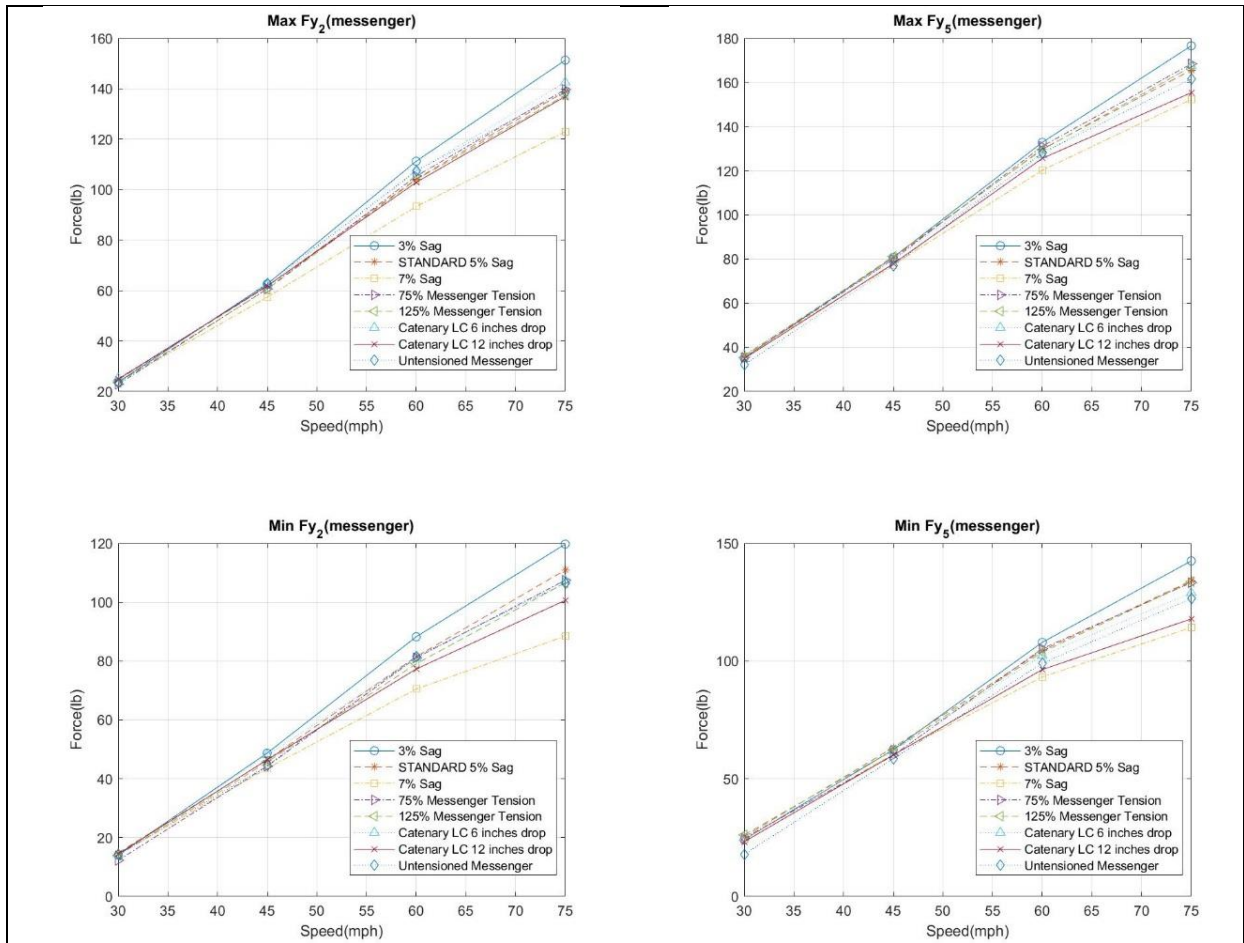 Max Fy2(messenger)
160
140
120
100
80
60
40
20
Force(lb)
3% Sag
STANDARD 5% Sag
7% Sag
75% Messenger Tension
125% Messenger Tension
Catenary LC 6 inches drop
Catenary LC 12 inches drop
Untensioned Messenger
30 35 40 45 50 55 60 65 70 75
Speed(mph)
Max Fy5(messenger)
180
160
140
120
100
80
60
40
20
Force(lb)
3% Sag
STANDARD 5% Sag
7% Sag
75% Messenger Tension
125% Messenger Tension
Catenary LC 6 inches drop
Catenary LC 12 inches drop
Untensioned Messenger
30 35 40 45 50 55 60 65 70 75
Speed(mph)
Min Fy2(messenger)
120
100
80
60
40
20
0
Force(lb)
3% Sag
STANDARD 5% Sag
7% Sag
75% Messenger Tension
125% Messenger Tension
Catenary LC 6 inches drop
Catenary LC 12 inches drop
Untensioned Messenger
30 35 40 45 50 55 60 65 70 75
Speed(mph)
Min Fy5(messenger)
150
100
50
0
Force(lb)
3% Sag
STANDARD 5% Sag
7% Sag
75% Messenger Tension
125% Messenger Tension
Catenary LC 6 inches drop
Catenary LC 12 inches drop
Untensioned Messenger
30 35 40 45 50 55 60 65 70 75
Speed(mph)